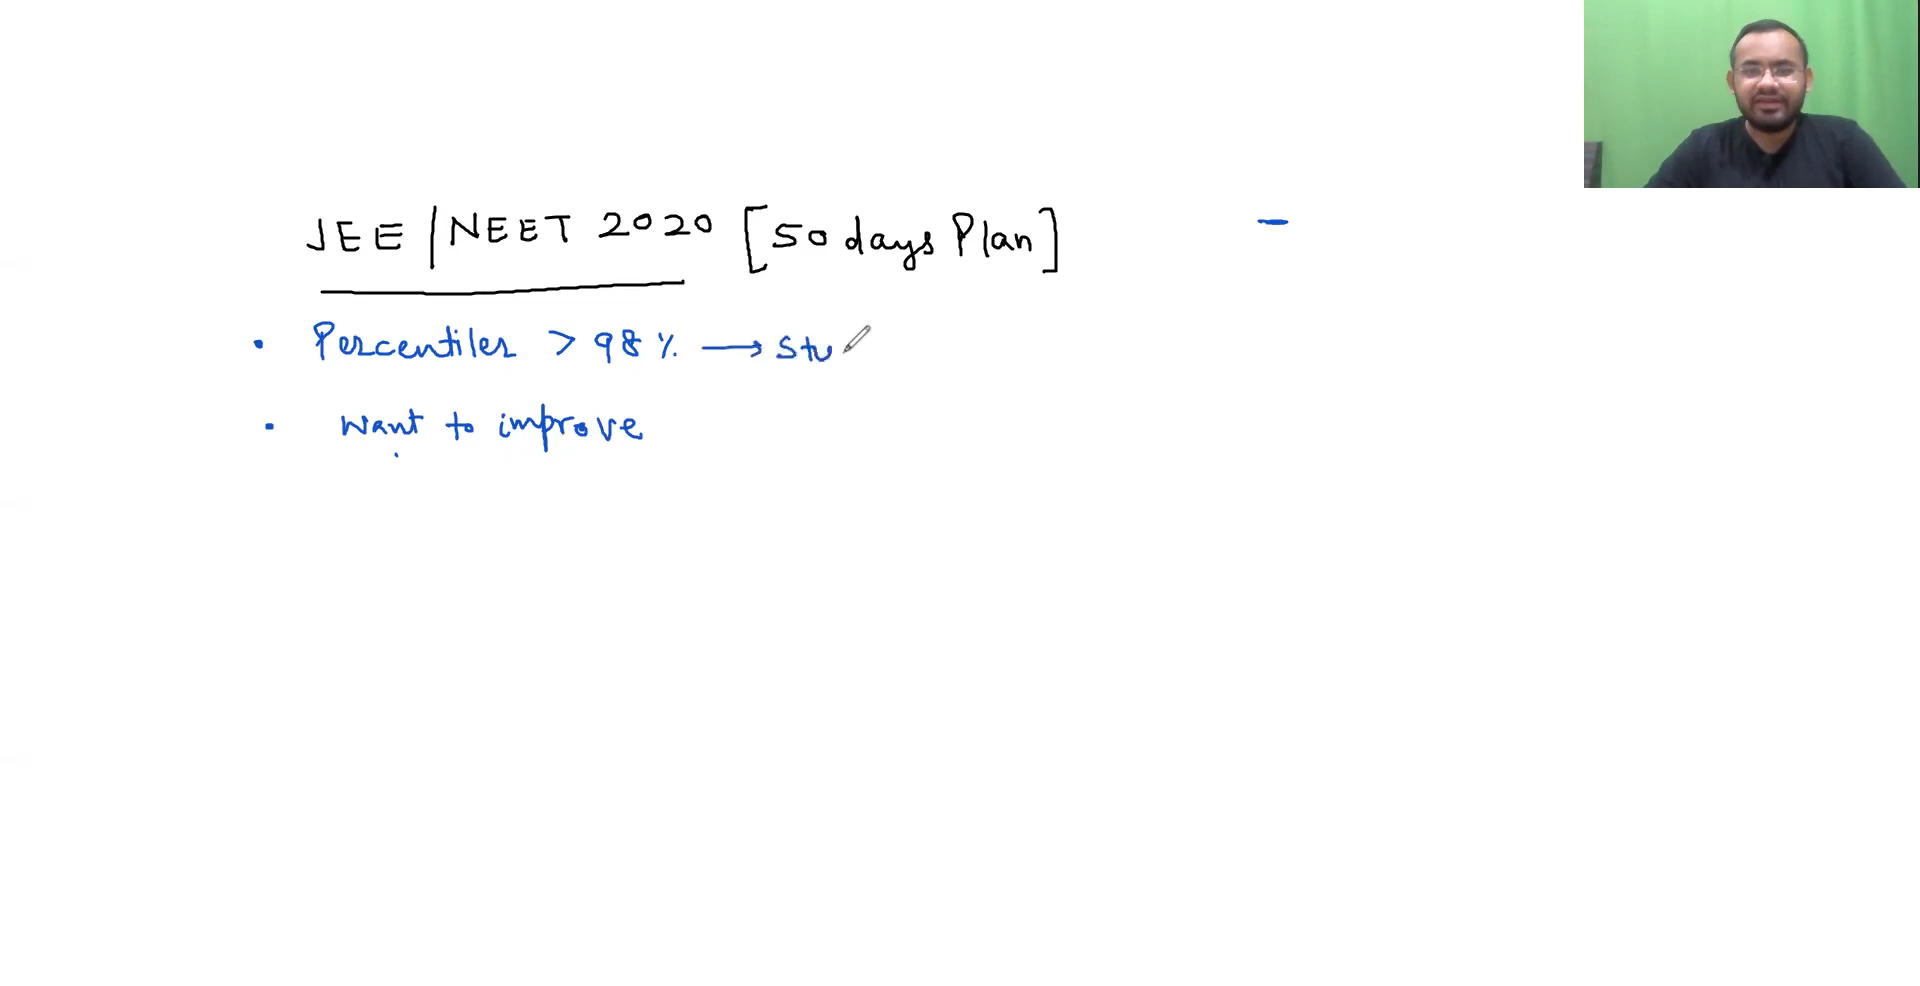 JEE | NEET 2020 [50 days Plan]
• Percentiles > 98 % → Stu
• Want to improve